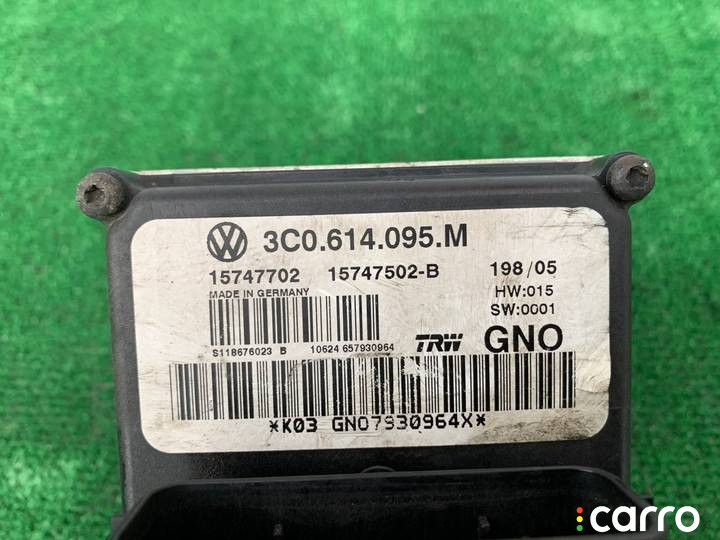 3C0.614.095.M
15747702 15747502-B 198/05
MADE IN GERMANY HW:015
SW:0001
S118676023 B 10624 657930964 TRW GNO
*K03 GNO7930964X*
carro